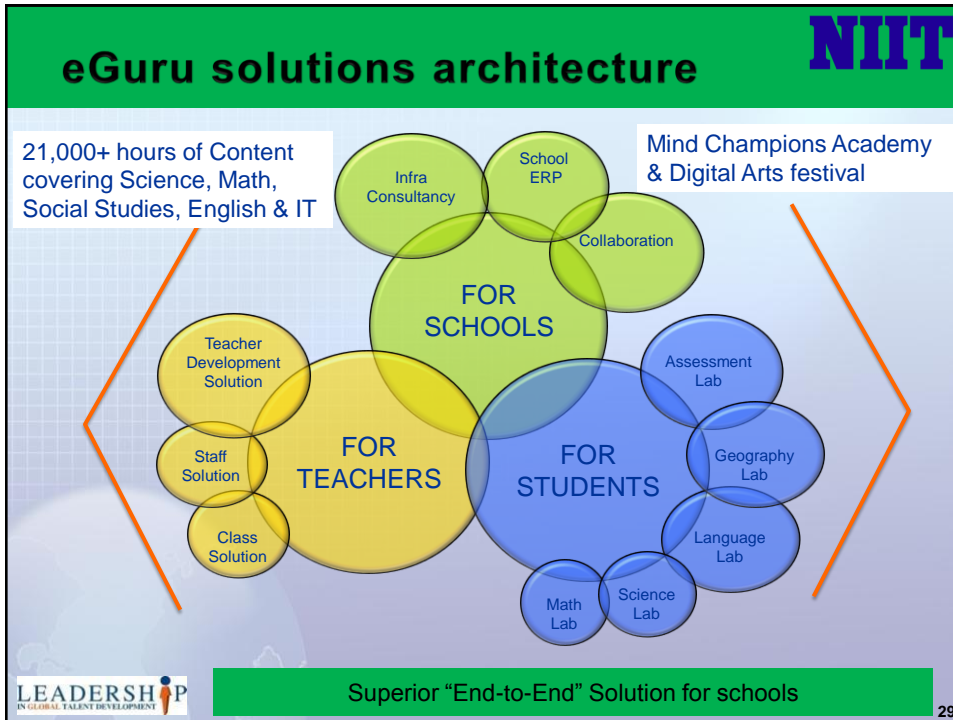 eGuru solutions architecture
NIIT
21,000+ hours of Content
covering Science, Math,
Social Studies, English & IT
Mind Champions Academy
& Digital Arts festival
Infra
Consultancy
School
ERP
Collaboration
FOR
SCHOOLS
Teacher
Development
Solution
Staff
Solution
Class
Solution
FOR
TEACHERS
FOR
STUDENTS
Assessment
Lab
Geography
Lab
Language
Lab
Science
Lab
Math
Lab
LEADERSHIP
IN GLOBAL TALENT DEVELOPMENT
Superior “End-to-End” Solution for schools
29